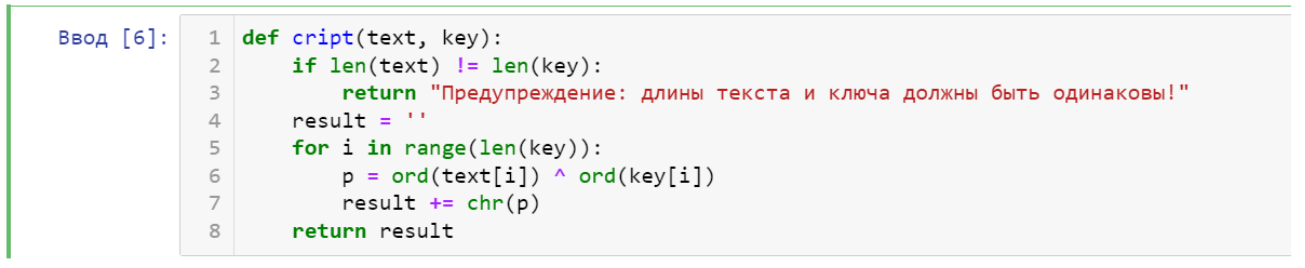 Ввод [6]:
1 def cript(text, key):
2     if len(text) != len(key):
3         return "Предупреждение: длины текста и ключа должны быть одинаковы!"
4     result = ''
5     for i in range(len(key)):
6         p = ord(text[i]) ^ ord(key[i])
7         result += chr(p)
8     return result